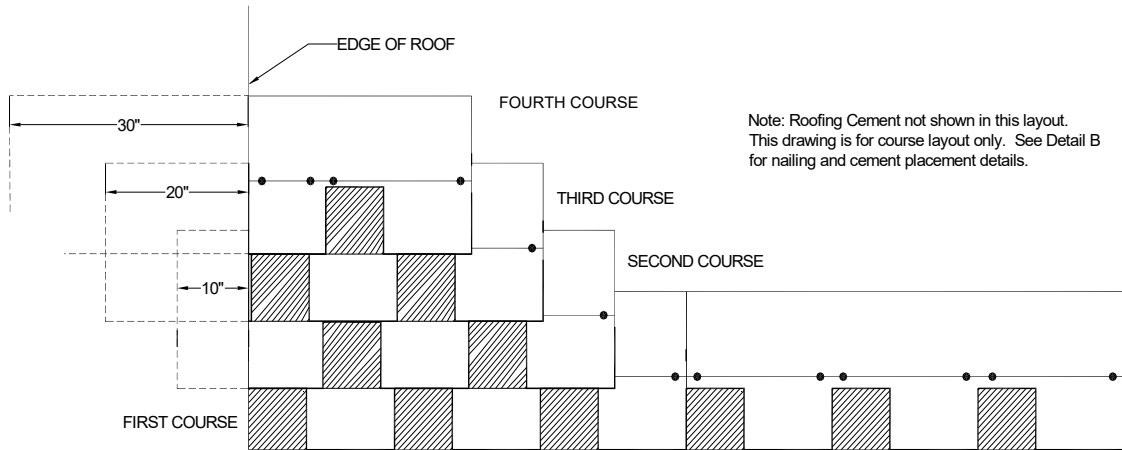 EDGE OF ROOF
FOURTH COURSE
30"
Note: Roofing Cement not shown in this layout.
This drawing is for course layout only. See Detail B
for nailing and cement placement details.
20"
THIRD COURSE
SECOND COURSE
10"
FIRST COURSE